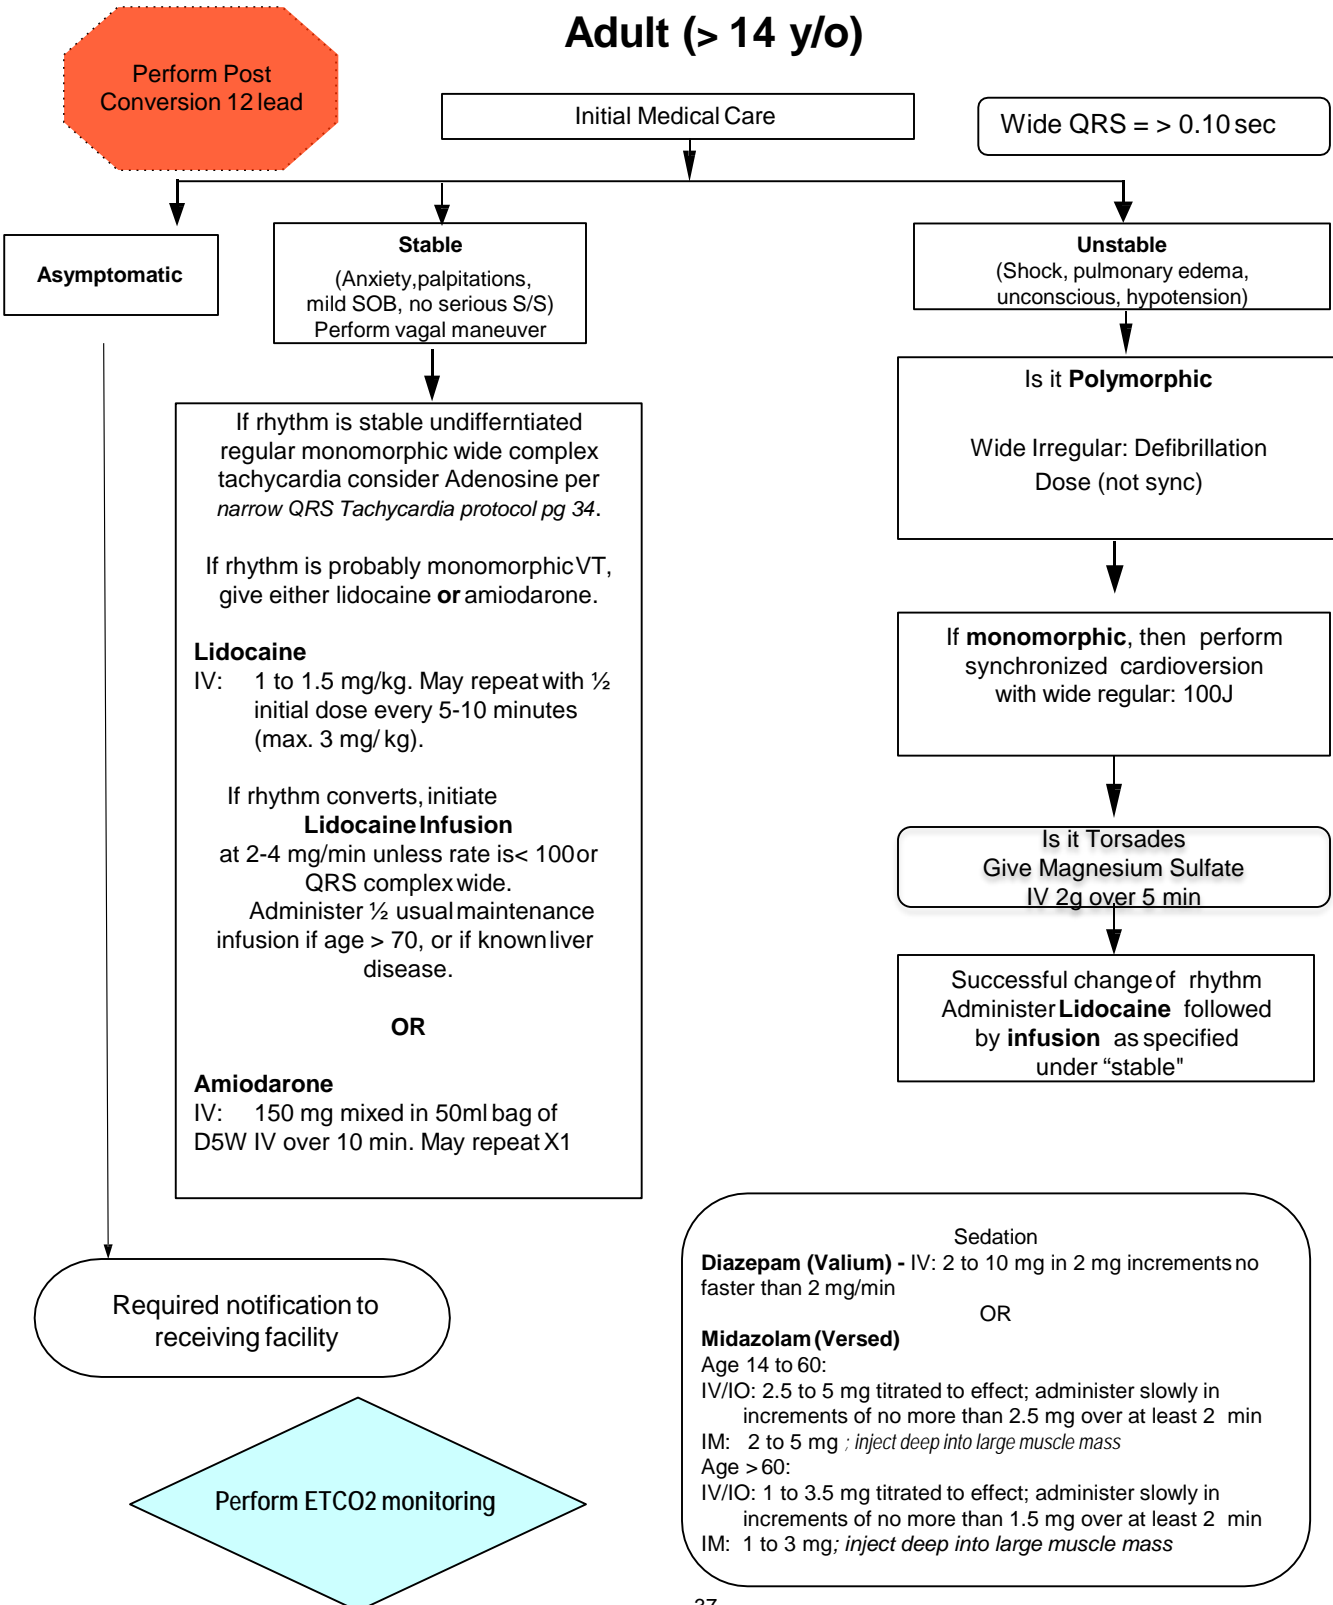 Adult (> 14 y/o)
Perform Post
Conversion 12 lead
Initial Medical Care
Wide QRS = > 0.10 sec
Asymptomatic
Stable
(Anxiety,palpitations,
mild SOB, no serious S/S)
Perform vagal maneuver
If rhythm is stable undifferntiated
regular monomorphic wide complex
tachycardia consider Adenosine per
narrow QRS Tachycardia protocol pg 34.
If rhythm is probably monomorphic VT,
give either lidocaine or amiodarone.
Lidocaine
IV: 1 to 1.5 mg/kg. May repeat with ½
initial dose every 5-10 minutes
(max. 3 mg/ kg).
If rhythm converts, initiate
Lidocaine Infusion
at 2-4 mg/min unless rate is< 100 or
QRS complex wide.
Administer ½ usual maintenance
infusion if age > 70, or if known liver
disease.
OR
Amiodarone
IV: 150 mg mixed in 50ml bag of
D5W IV over 10 min. May repeat X1
Unstable
(Shock, pulmonary edema,
unconscious, hypotension)
Is it Polymorphic
Wide Irregular: Defibrillation
Dose (not sync)
If monomorphic, then perform
synchronized cardioversion
with wide regular: 100J
Is it Torsades
Give Magnesium Sulfate
IV 2g over 5 min
Successful change of rhythm
Administer Lidocaine followed
by infusion as specified
under “stable"
Required notification to
receiving facility
Perform ETCO2 monitoring
Sedation
Diazepam (Valium) - IV: 2 to 10 mg in 2 mg increments no
faster than 2 mg/min
OR
Midazolam (Versed)
Age 14 to 60:
IV/IO: 2.5 to 5 mg titrated to effect; administer slowly in
increments of no more than 2.5 mg over at least 2 min
IM: 2 to 5 mg ; inject deep into large muscle mass
Age > 60:
IV/IO: 1 to 3.5 mg titrated to effect; administer slowly in
increments of no more than 1.5 mg over at least 2 min
IM: 1 to 3 mg; inject deep into large muscle mass
37